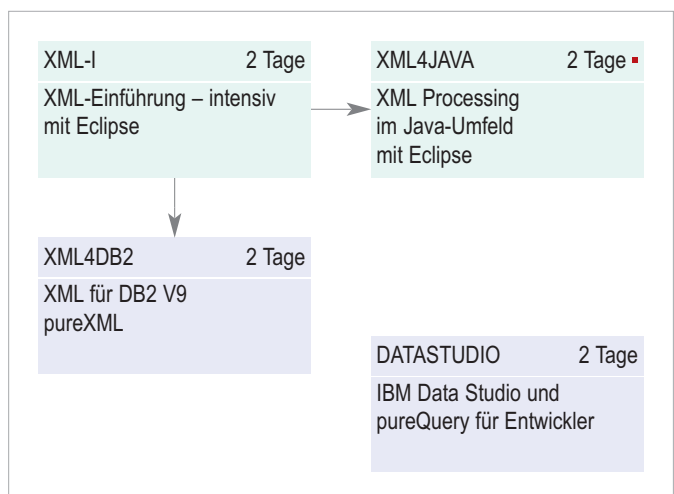 XML-I 2 Tage
XML-Einführung – intensiv
mit Eclipse
XML4JAVA 2 Tage
XML Processing
im Java-Umfeld
mit Eclipse
XML4DB2 2 Tage
XML für DB2 V9
pureXML
DATASTUDIO 2 Tage
IBM Data Studio und
pureQuery für Entwickler